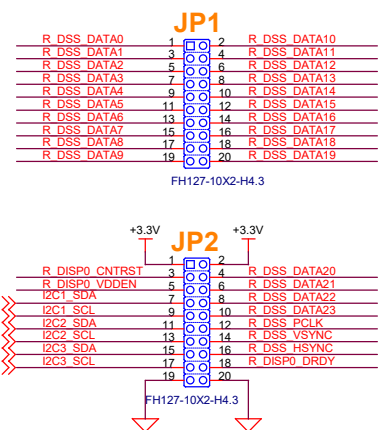 JP1
R_DSS_DATA0 1 2 R_DSS_DATA10
R_DSS_DATA1 3 4 R_DSS_DATA11
R_DSS_DATA2 5 6 R_DSS_DATA12
R_DSS_DATA3 7 8 R_DSS_DATA13
R_DSS_DATA4 9 10 R_DSS_DATA14
R_DSS_DATA5 11 12 R_DSS_DATA15
R_DSS_DATA6 13 14 R_DSS_DATA16
R_DSS_DATA7 15 16 R_DSS_DATA17
R_DSS_DATA8 17 18 R_DSS_DATA18
R_DSS_DATA9 19 20 R_DSS_DATA19
FH127-10X2-H4.3
+3.3V +3.3V
JP2
1 2
R_DISP0_CNTRST 3 4 R_DSS_DATA20
R_DISP0_VDDEN 5 6 R_DSS_DATA21
I2C1_SDA 7 8 R_DSS_DATA22
I2C1_SCL 9 10 R_DSS_DATA23
I2C2_SDA 11 12 R_DSS_PCLK
I2C2_SCL 13 14 R_DSS_VSYNC
I2C3_SDA 15 16 R_DSS_HSYNC
I2C3_SCL 17 18 R_DISP0_DRDY
19 20
FH127-10X2-H4.3